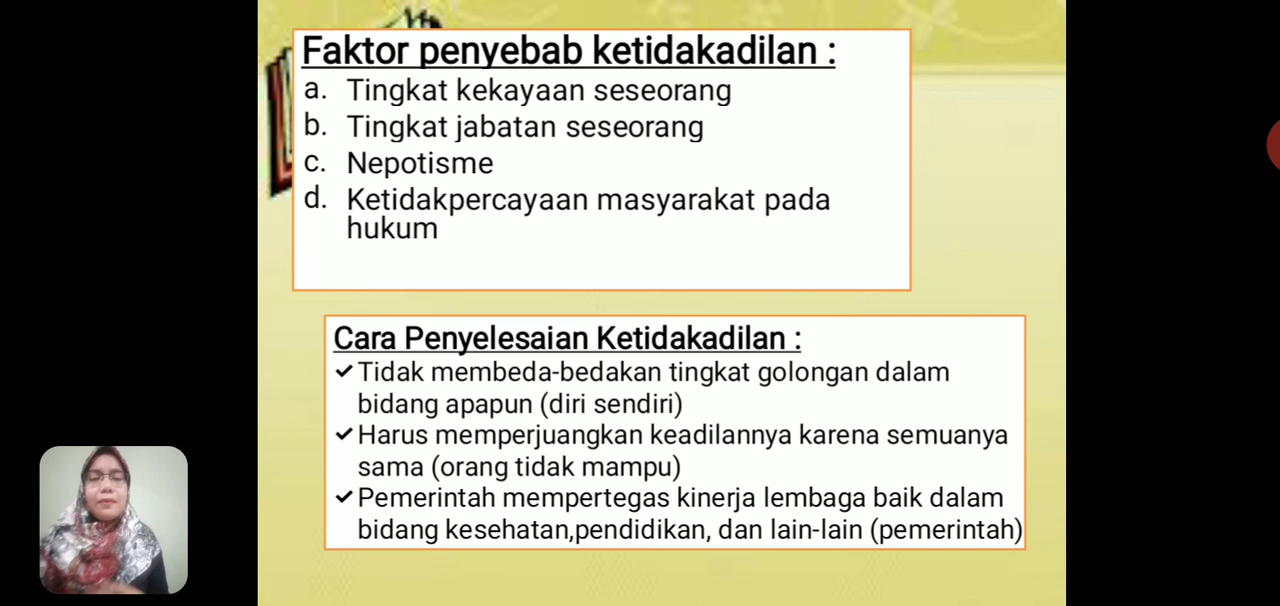 Faktor penyebab ketidakadilan :
a. Tingkat kekayaan seseorang
b. Tingkat jabatan seseorang
c. Nepotisme
d. Ketidakpercayaan masyarakat pada
hukum
Cara Penyelesaian Ketidakadilan :
✓Tidak membeda-bedakan tingkat golongan dalam
bidang apapun (diri sendiri)
✓Harus memperjuangkan keadilannya karena semuanya
sama (orang tidak mampu)
✓Pemerintah mempertegas kinerja lembaga baik dalam
bidang kesehatan,pendidikan, dan lain-lain (pemerintah)